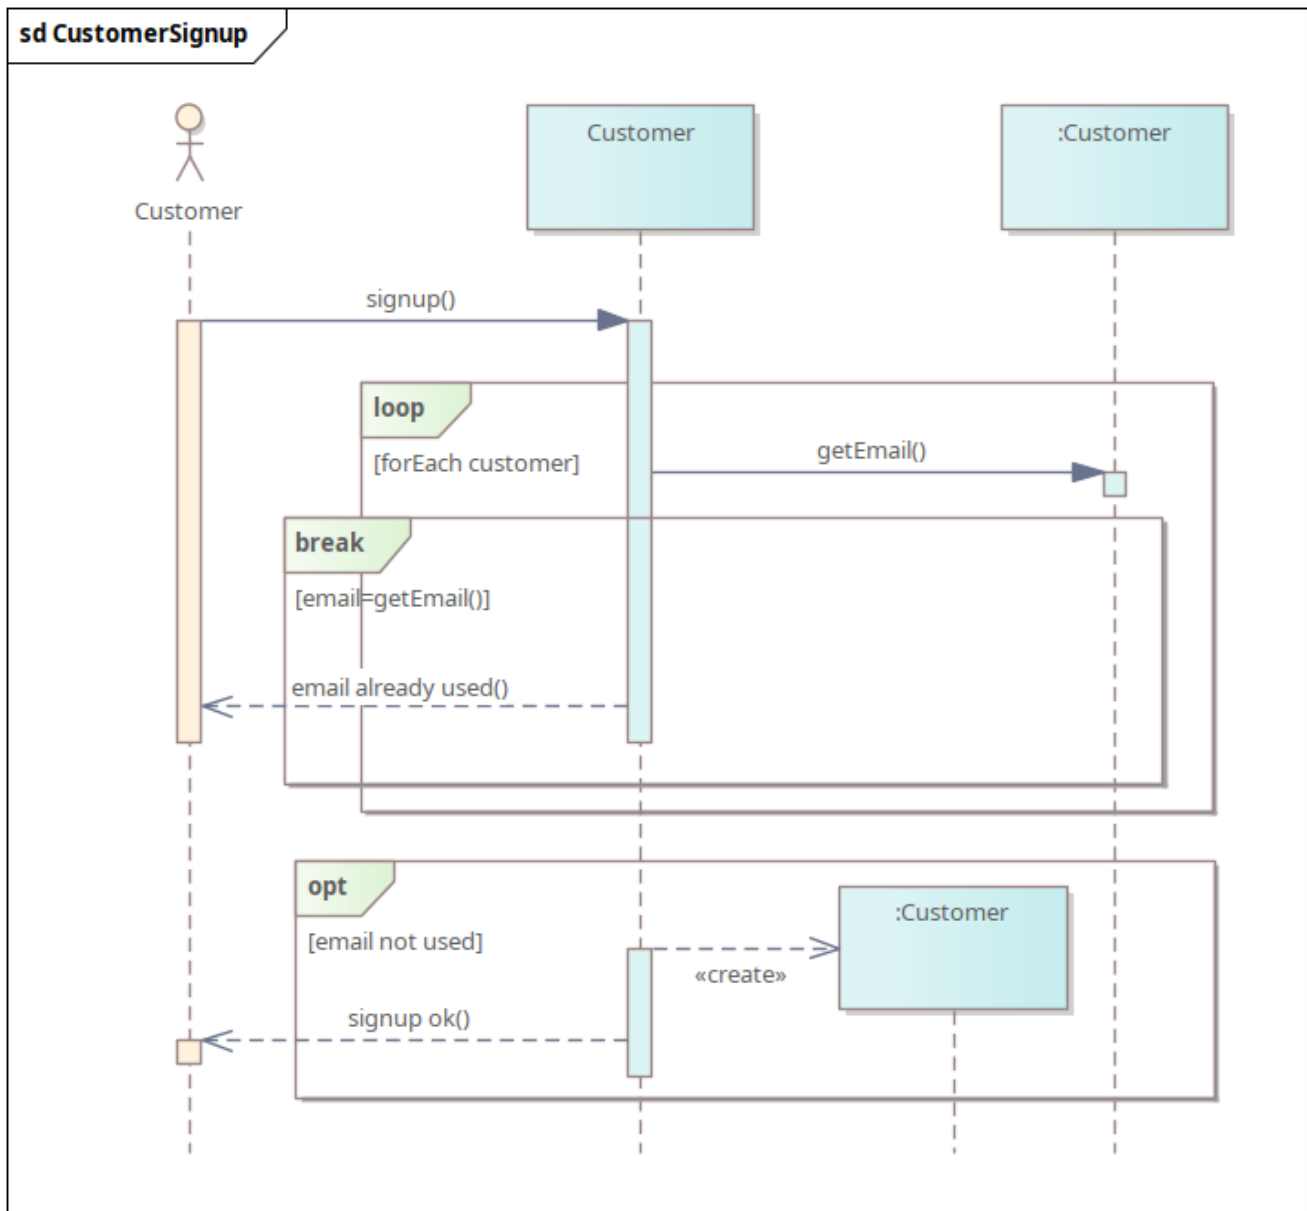 sd CustomerSignup
Customer
:Customer
Customer
signup()
loop
[forEach customer]
getEmail()
break
[email=getEmail()]
email already used()
opt
:Customer
[email not used]
«create»
signup ok()